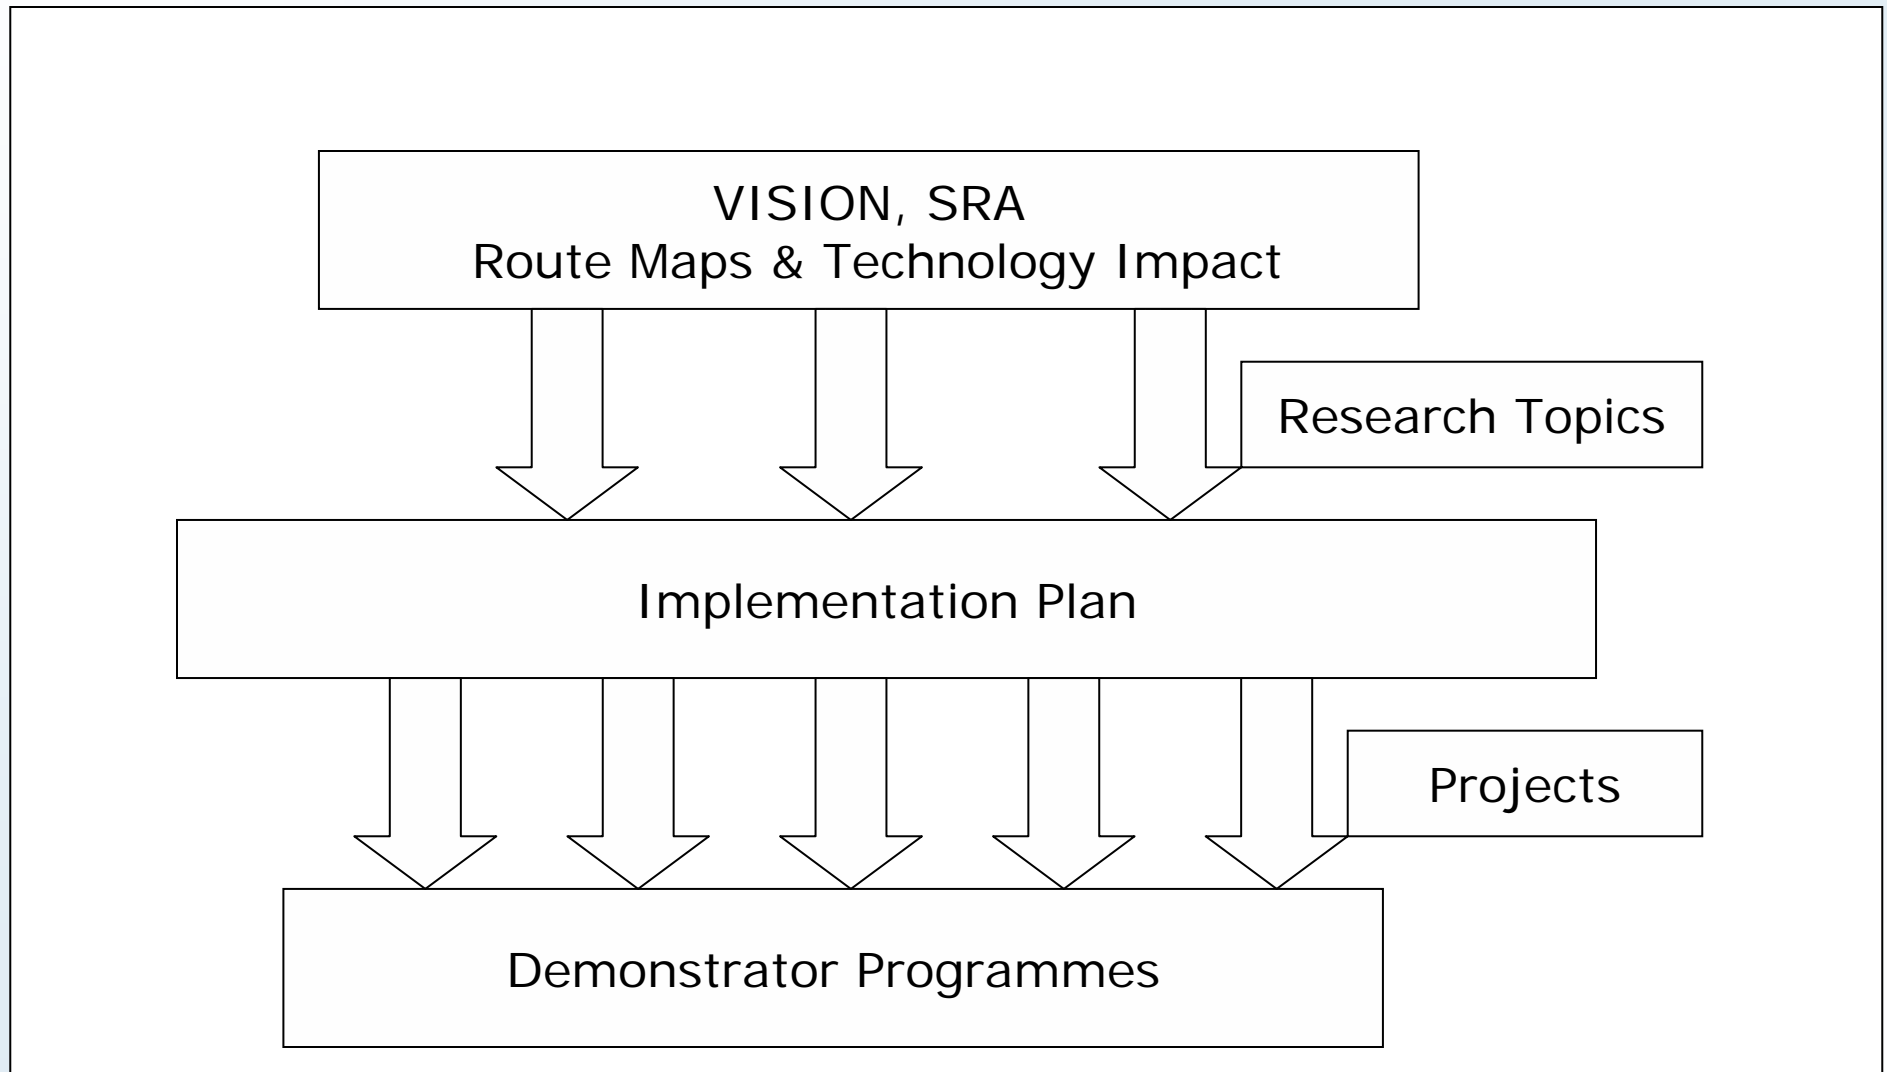 VISION, SRA
Route Maps & Technology Impact
Research Topics
Implementation Plan
Projects
Demonstrator Programmes